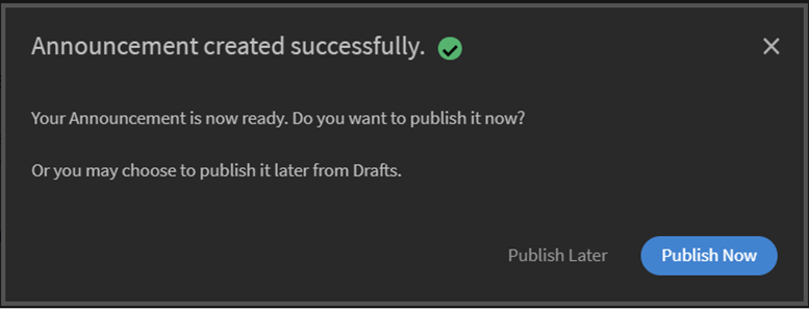 Announcement created successfully.
Your Announcement is now ready. Do you want to publish it now?
Or you may choose to publish it later from Drafts.
Publish Later
Publish Now